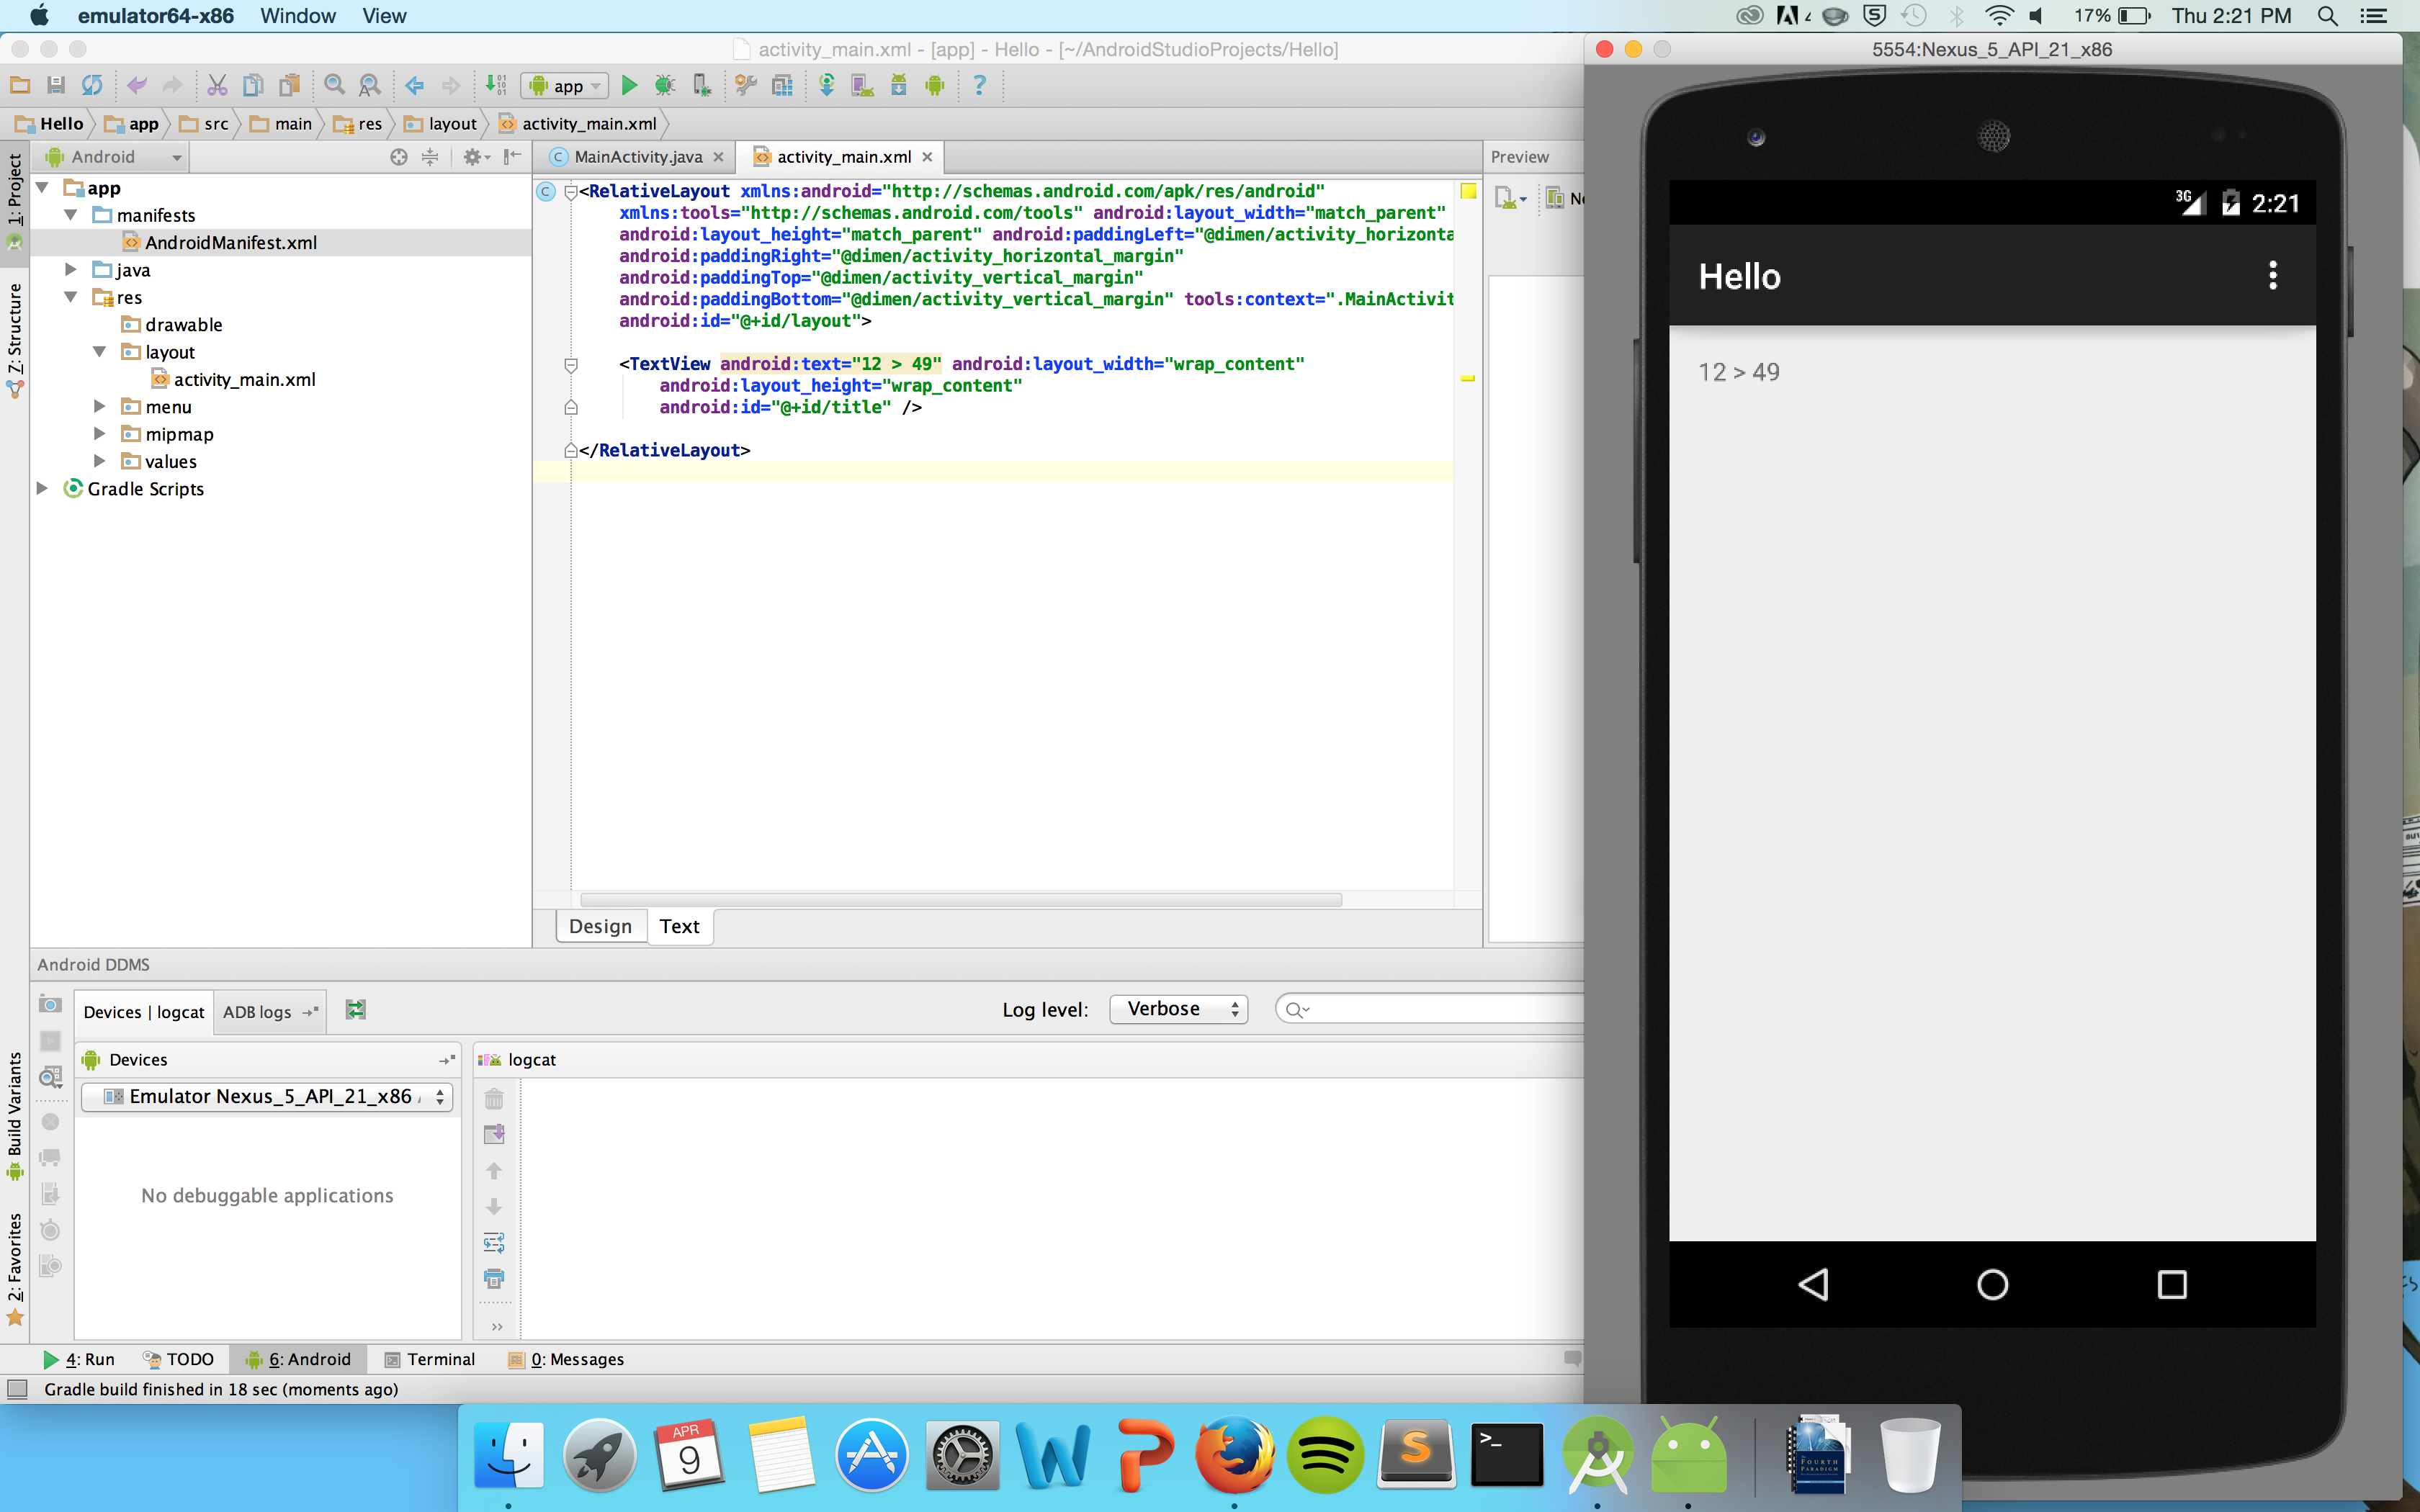 emulator64-x86 Window View
17% Thu 2:21 PM
activity_main.xml - [app] - Hello - [~/AndroidStudioProjects/Hello]
app
Hello app src main res layout activity_main.xml
1: Project
Z: Structure
Build Variants
2: Favorites
Android
app
manifests
AndroidManifest.xml
java
res
drawable
layout
activity_main.xml
menu
mipmap
values
Gradle Scripts
MainActivity.java activity_main.xml
<RelativeLayout xmlns:android="http://schemas.android.com/apk/res/android"
xmlns:tools="http://schemas.android.com/tools" android:layout_width="match_parent"
android:layout_height="match_parent" android:paddingLeft="@dimen/activity_horizonta
android:paddingRight="@dimen/activity_horizontal_margin"
android:paddingTop="@dimen/activity_vertical_margin"
android:paddingBottom="@dimen/activity_vertical_margin" tools:context=".MainActivit
android:id="@+id/layout">
<TextView android:text="12 > 49" android:layout_width="wrap_content"
android:layout_height="wrap_content"
android:id="@+id/title" />
</RelativeLayout>
Design Text
Preview
Android DDMS
Devices | logcat ADB logs
Log level: Verbose
Devices
Emulator Nexus_5_API_21_x86
No debuggable applications
logcat
4: Run TODO 6: Android Terminal 0: Messages
Gradle build finished in 18 sec (moments ago)
5554:Nexus_5_API_21_x86
3G 2:21
Hello
12 > 49
APR
9
FOURTH
PARADIGM